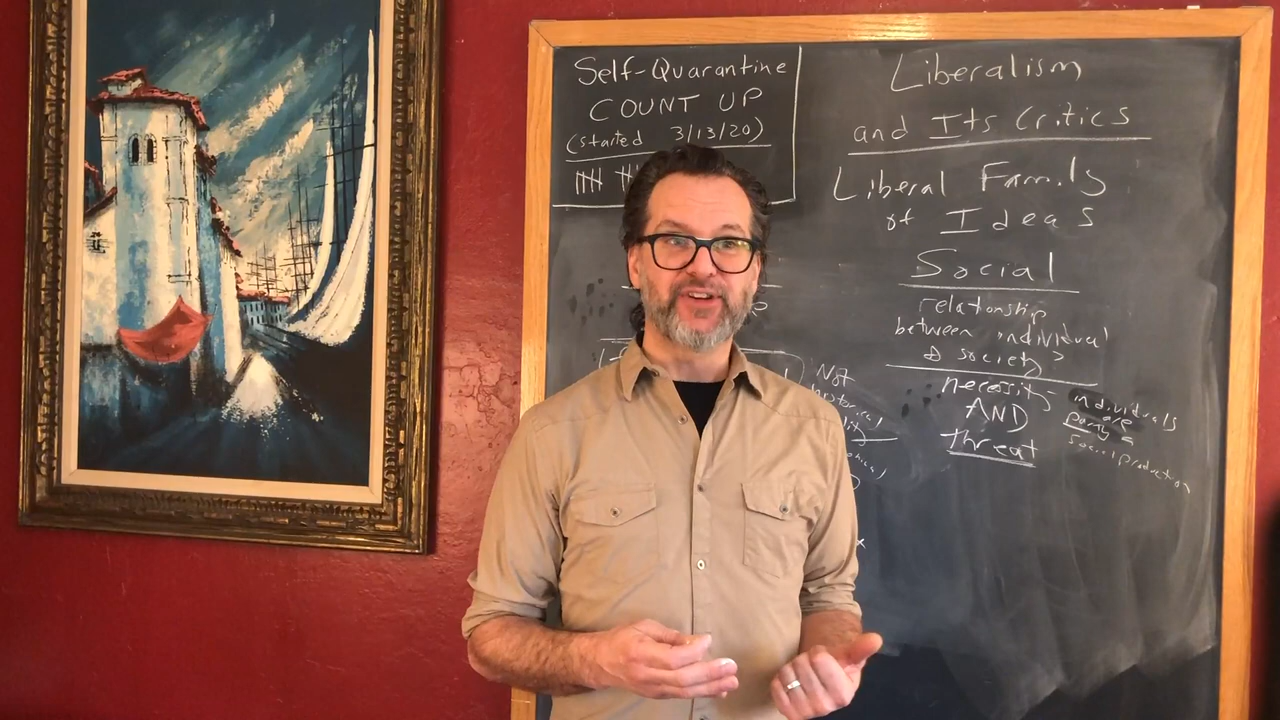 Self-Quarantine
COUNT UP
(started 3/13/20)
Liberalism
and Its Critics
Liberal Family
of Ideas
Social
relationship
between individual
& society?
necessity
AND
threat
individuals
are
partly a
social production
Not